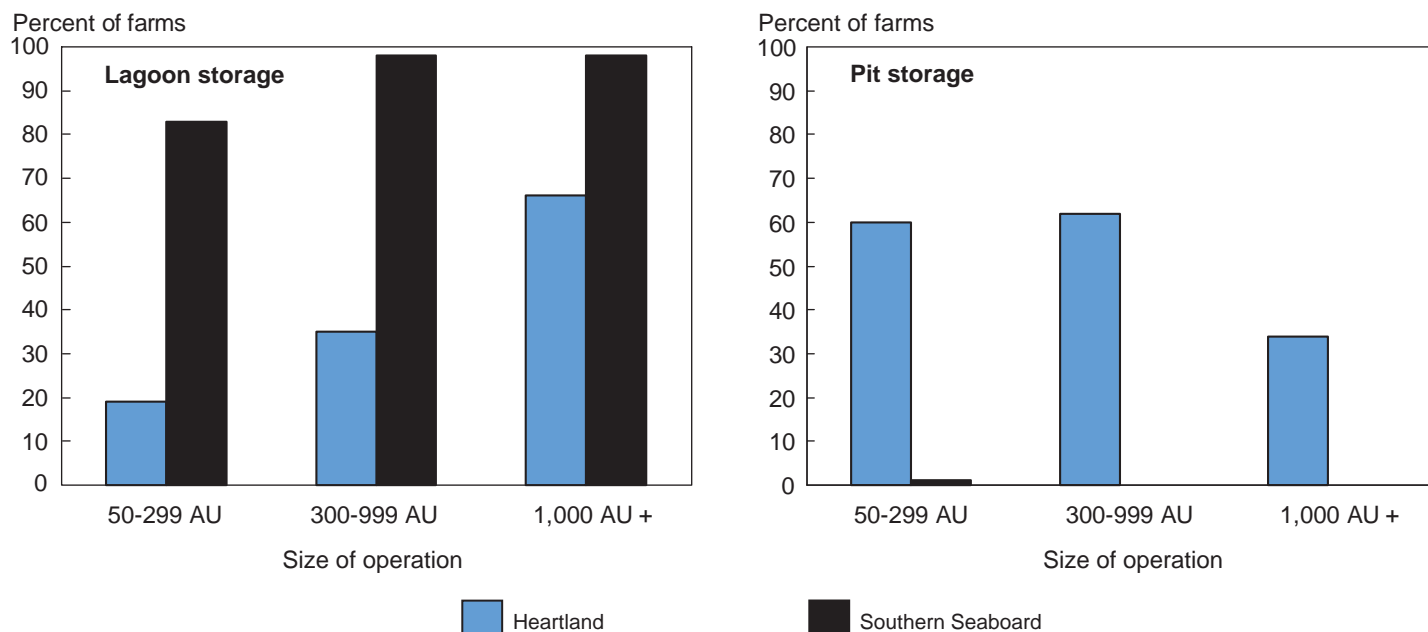 Percent of farms
100
90
80
70
60
50
40
30
20
10
0
Lagoon storage
50-299 AU 300-999 AU 1,000 AU +
Size of operation
Percent of farms
100
90
80
70
60
50
40
30
20
10
0
Pit storage
50-299 AU 300-999 AU 1,000 AU +
Size of operation
Heartland Southern Seaboard